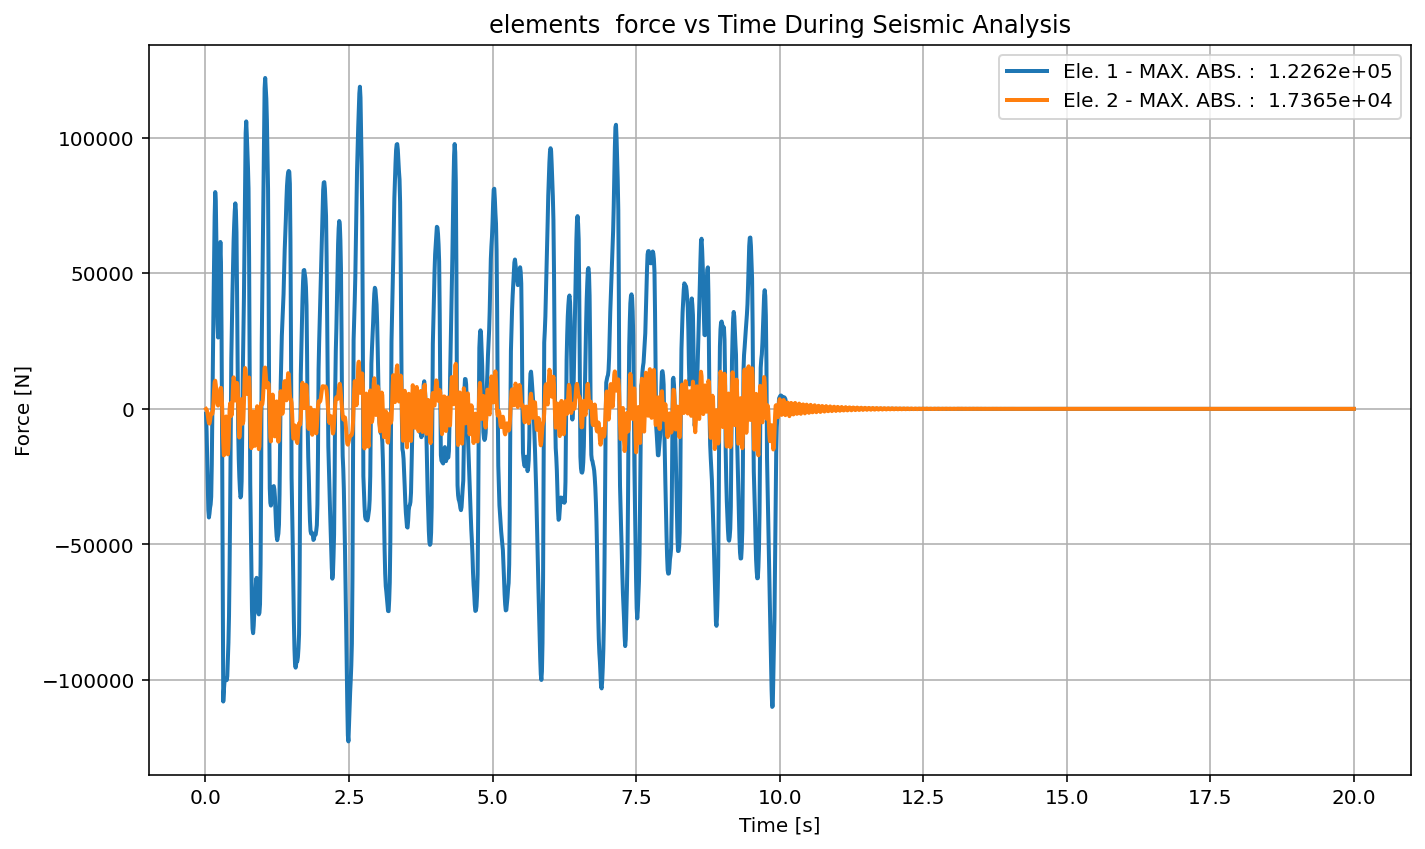 elements  force vs Time During Seismic Analysis
Ele. 1 - MAX. ABS. :  1.2262e+05
Ele. 2 - MAX. ABS. :  1.7365e+04
100000
50000
0
−50000
−100000
Force [N]
0.0 2.5 5.0 7.5 10.0 12.5 15.0 17.5 20.0
Time [s]